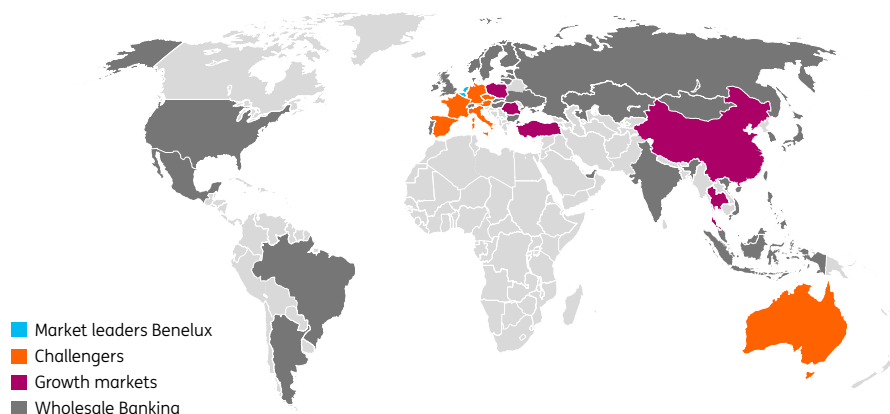 Market leaders Benelux
Challengers
Growth markets
Wholesale Banking